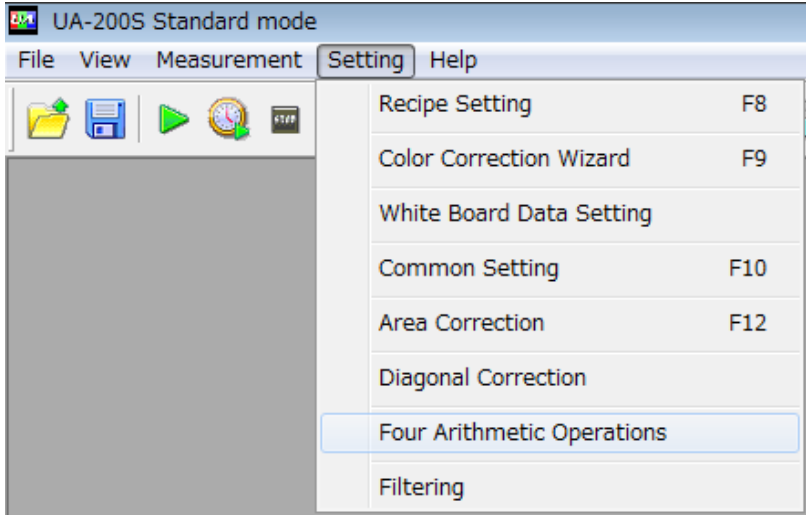 UA-200S Standard mode
File View Measurement Setting Help
Recipe Setting F8
Color Correction Wizard F9
White Board Data Setting
Common Setting F10
Area Correction F12
Diagonal Correction
Four Arithmetic Operations
Filtering
STOP